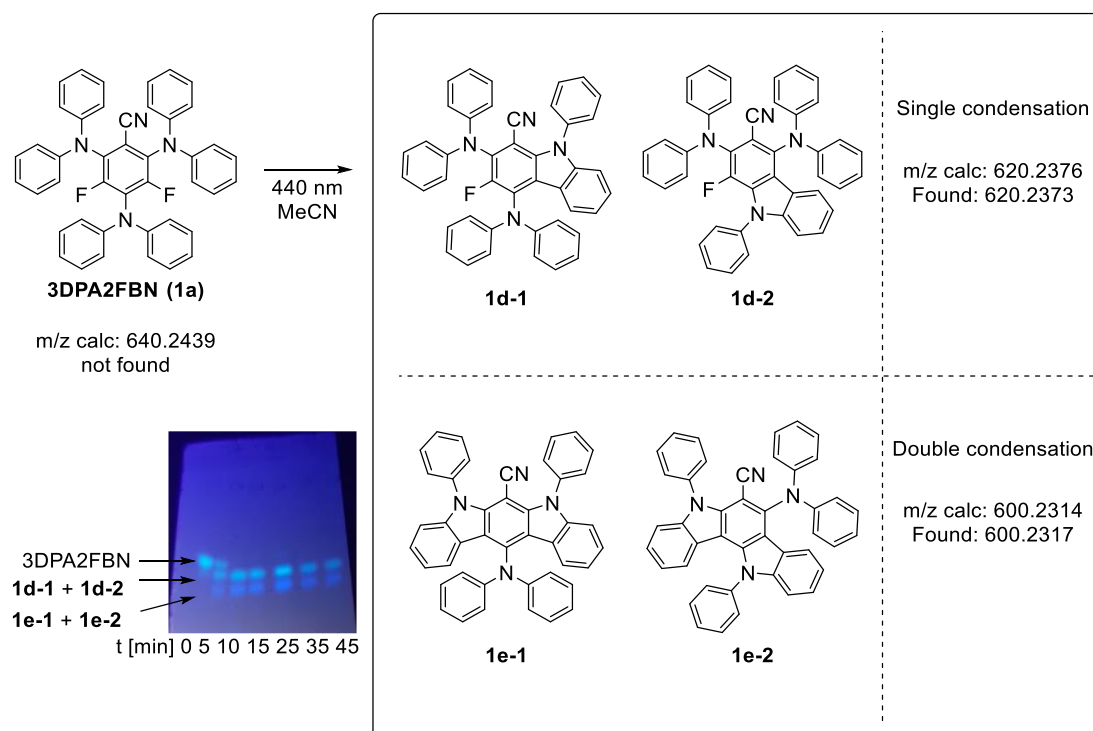 CN
N
N
F
F
N
3DPA2FBN (1a)
m/z calc: 640.2439
not found
440 nm
MeCN
CN
N
N
F
N
1d-1
CN
N
N
F
N
1d-2
Single condensation
m/z calc: 620.2376
Found: 620.2373
3DPA2FBN
1d-1 + 1d-2
1e-1 + 1e-2
t [min] 0 5 10 15 25 35 45
CN
N
N
N
1e-1
CN
N
N
N
1e-2
Double condensation
m/z calc: 600.2314
Found: 600.2317